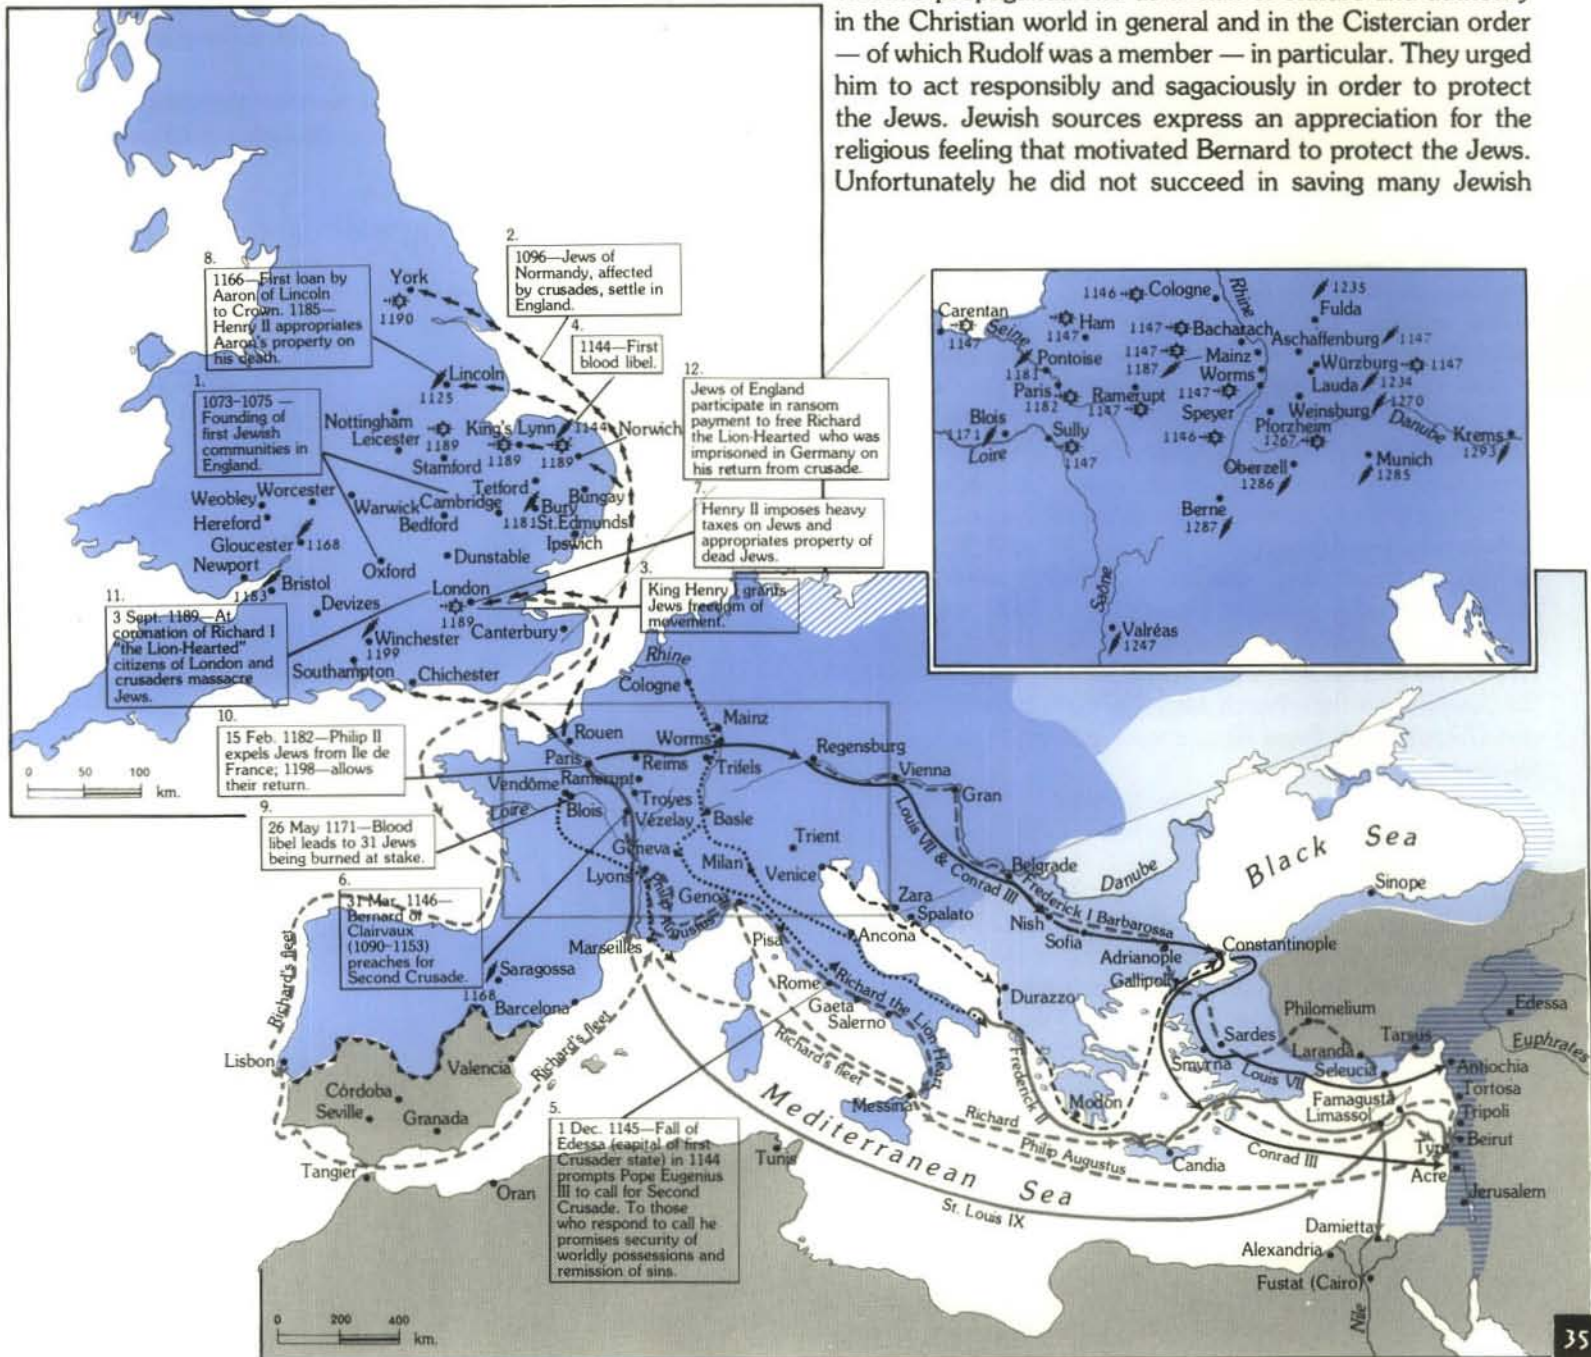 in the Christian world in general and in the Cistercian order
— of which Rudolf was a member — in particular. They urged
him to act responsibly and sagaciously in order to protect
the Jews. Jewish sources express an appreciation for the
religious feeling that motivated Bernard to protect the Jews.
Unfortunately he did not succeed in saving many Jewish
8.
1166—First loan by
Aaron of Lincoln
to Crown. 1185—
Henry II appropriates
Aaron's property on
his death.
2.
1096—Jews of
Normandy, affected
by crusades, settle in
England.
4.
1144—First
blood libel.
1.
1073-1075 —
Founding of
first Jewish
communities in
England.
12.
Jews of England
participate in ransom
payment to free Richard
the Lion-Hearted who was
imprisoned in Germany on
his return from crusade.
7.
Henry II imposes heavy
taxes on Jews and
appropriates property of
dead Jews.
3.
King Henry I grants
Jews freedom of
movement.
11.
3 Sept. 1189—At
coronation of Richard I
"the Lion-Hearted"
citizens of London and
crusaders massacre
Jews.
York
1190
Lincoln
1125
Nottingham
Leicester
1189
King's Lynn
1189
1144
Norwich
1189
Stamford
Tetford
Bungay
Weobley
Worcester
Warwick
Cambridge
Bury
St. Edmunds
1181
Hereford
Bedford
Ipswich
Gloucester
1168
Newport
Oxford
Dunstable
Bristol
1183
London
1189
Devizes
Winchester
1199
Canterbury
Southampton
Chichester
0 50 100
km.
Carentan
1147
Seine
1146
Cologne
Rhine
1235
Fulda
Ham
1147
1147
Bacharach
Aschaffenburg
1147
Pontoise
1181
1147
1187
Mainz
Würzburg
1147
Paris
1182
Ramerupt
1147
Worms
1147
Lauda
1234
1270
Speyer
1146
Weinsburg
Danube
Blois
1171
Loire
Sully
1147
Pforzheim
1267
Krems
1293
Oberzell
1286
Munich
1285
Berne
1287
Saône
Valréas
1247
10.
15 Feb. 1182—Philip II
expels Jews from Ile de
France; 1198—allows
their return.
9.
26 May 1171—Blood
libel leads to 31 Jews
being burned at stake.
6.
31 Mar. 1146—
Bernard of
Clairvaux
(1090-1153)
preaches for
Second Crusade.
5.
1 Dec. 1145—Fall of
Edessa (capital of first
Crusader state) in 1144
prompts Pope Eugenius
III to call for Second
Crusade. To those
who respond to call he
promises security of
worldly possessions and
remission of sins.
Rhine
Cologne
Mainz
Rouen
Worms
Regensburg
Paris
Reims
Trifels
Vienna
Vendôme
Ramerupt
Gran
Loire
Blois
Troyes
Vézelay
Basle
Louis VII & Conrad III
Trient
Geneva
Milan
Lyons
Venice
Belgrade
Danube
Black Sea
Philip Augustus
Genoa
Zara
Spalato
Frederick I Barbarossa
Sinope
Nish
Sofia
Marseilles
Pisa
Ancona
Constantinople
Adrianople
Saragossa
1168
Gallipoli
Rome
Richard the Lion-Heart
Durazzo
Barcelona
Gaeta
Salerno
Philomelium
Edessa
Richard's fleet
Richard's fleet
Richard's fleet
Sardes
Tarsus
Euphrates
Lisbon
Valencia
Frederick II
Laranda
Smyrna
Louis VII
Seleucia
Antiochia
Tortosa
Córdoba
Seville
Granada
Messina
Modon
Famagusta
Limassol
Tripoli
Richard
Mediterranean Sea
Philip Augustus
Conrad III
Beirut
Tyre
Tunis
Candia
Acre
Tangier
Oran
St. Louis IX
Jerusalem
Damietta
Alexandria
Fustat (Cairo)
Nile
0 200 400
km.
35